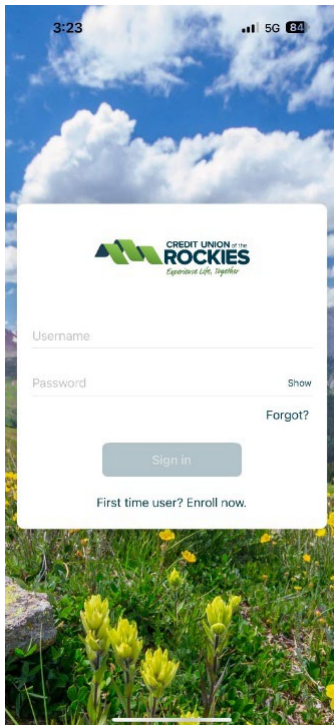 3:23 5G 84
CREDIT UNION of the
ROCKIES
Experience Life, Together
Username
Password Show
Forgot?
Sign in
First time user? Enroll now.